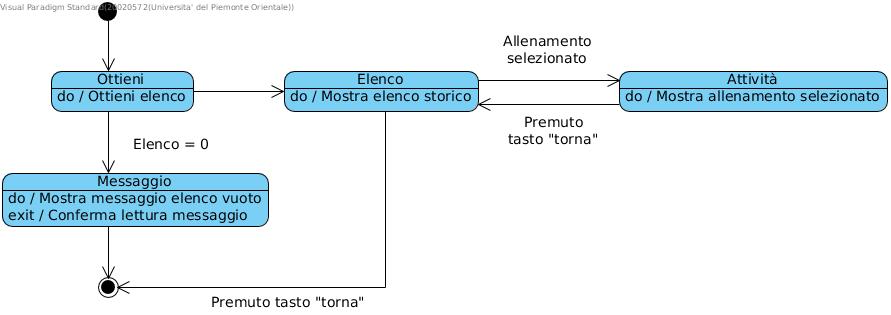 Visual Paradigm Standard(20020572(Universita' del Piemonte Orientale))
Ottieni
do / Ottieni elenco
Elenco
do / Mostra elenco storico
Allenamento
selezionato
Attività
do / Mostra allenamento selezionato
Premuto
tasto "torna"
Elenco = 0
Messaggio
do / Mostra messaggio elenco vuoto
exit / Conferma lettura messaggio
Premuto tasto "torna"